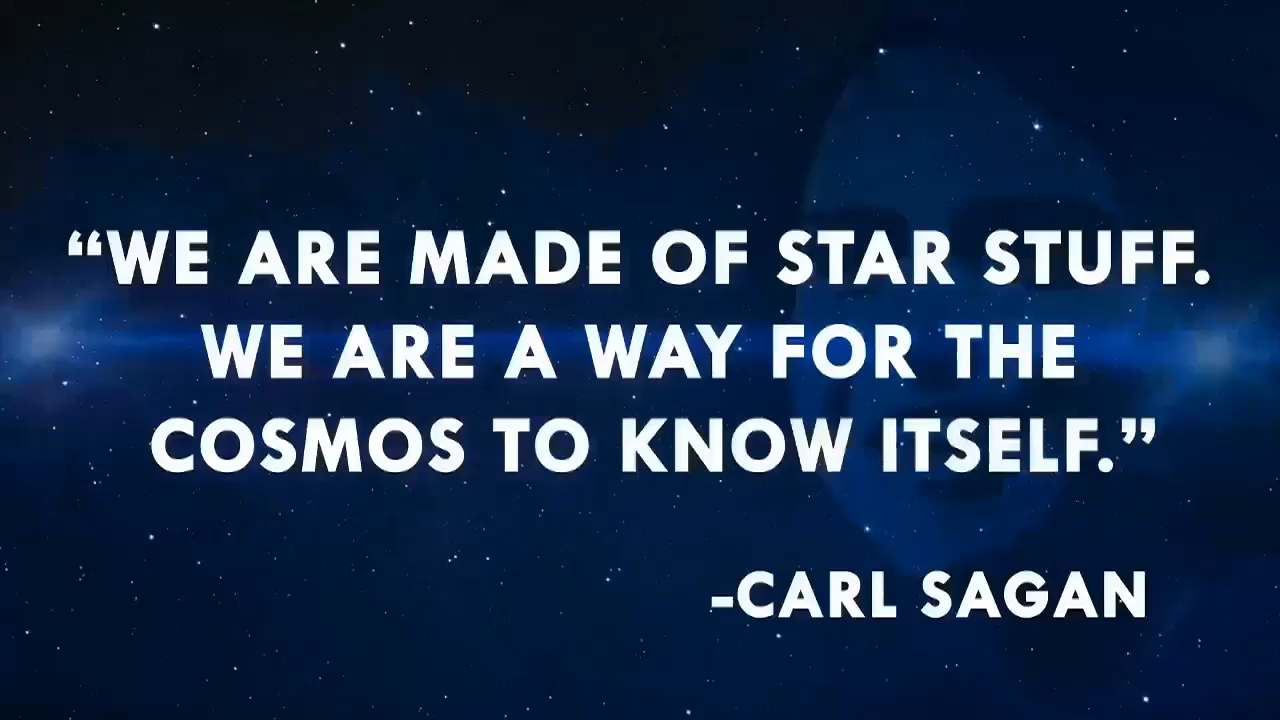 “WE ARE MADE OF STAR STUFF.
WE ARE A WAY FOR THE
COSMOS TO KNOW ITSELF.”
-CARL SAGAN